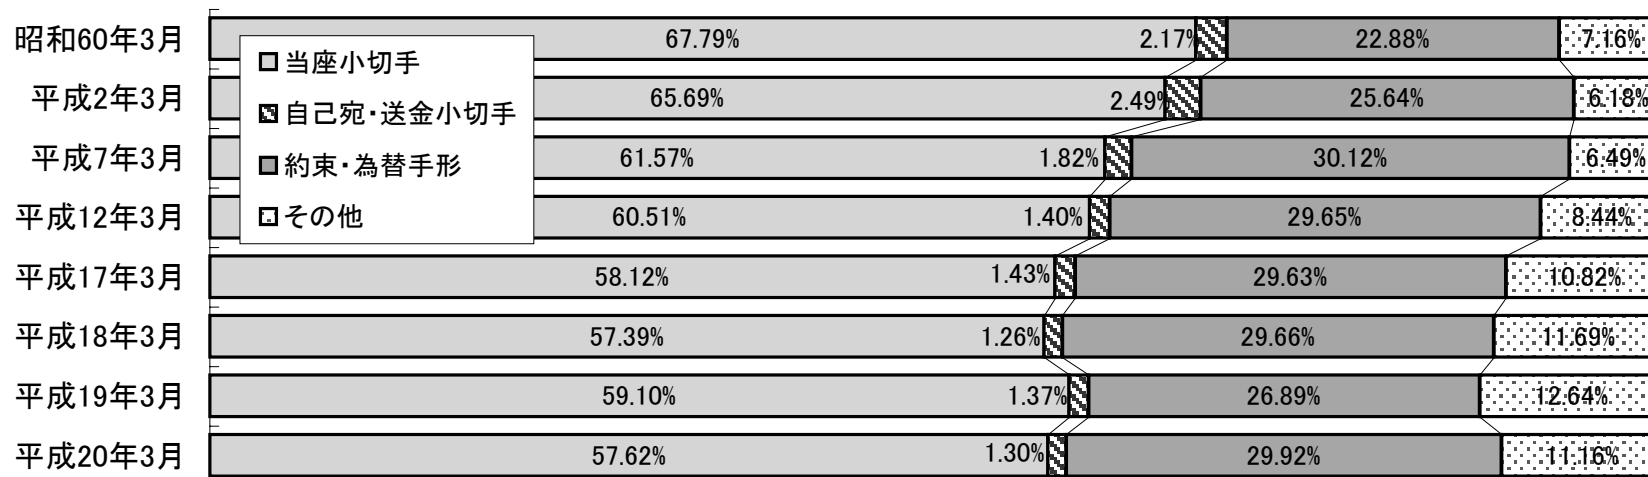 昭和60年3月 67.79% 2.17% 22.88% 7.16%
当座小切手
平成2年3月 65.69% 2.49% 25.64% 6.18%
自己宛・送金小切手
平成7年3月 61.57% 1.82% 30.12% 6.49%
約束・為替手形
平成12年3月 60.51% 1.40% 29.65% 8.44%
その他
平成17年3月 58.12% 1.43% 29.63% 10.82%
平成18年3月 57.39% 1.26% 29.66% 11.69%
平成19年3月 59.10% 1.37% 26.89% 12.64%
平成20年3月 57.62% 1.30% 29.92% 11.16%